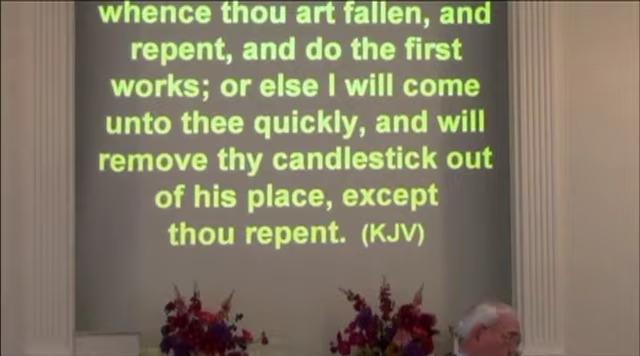 whence thou art fallen, and
repent, and do the first
works; or else I will come
unto thee quickly, and will
remove thy candlestick out
of his place, except
thou repent. (KJV)